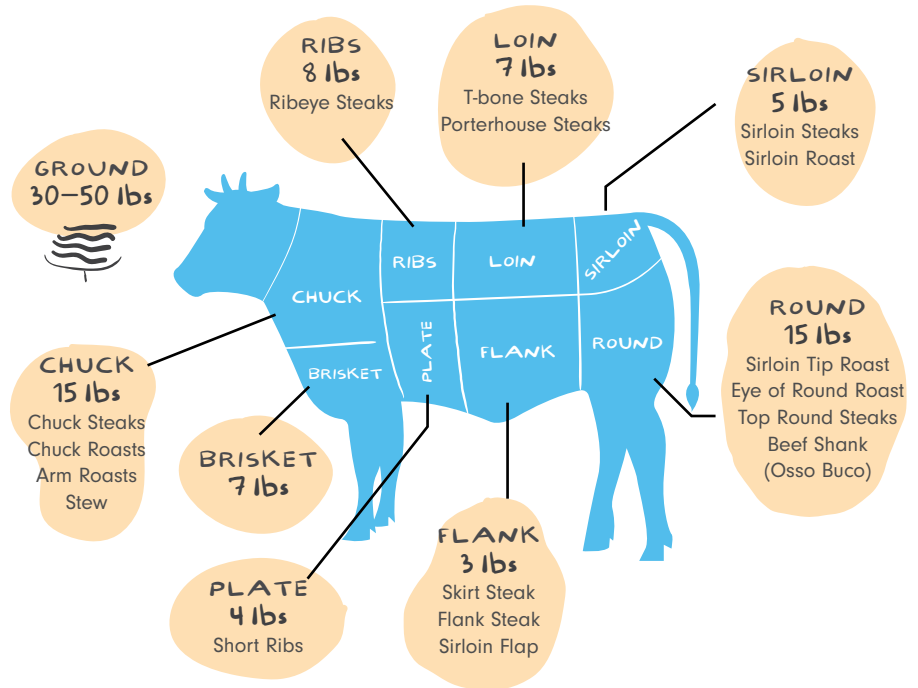 RIBS
8 lbs
Ribeye Steaks
LOIN
7 lbs
T-bone Steaks
Porterhouse Steaks
SIRLOIN
5 lbs
Sirloin Steaks
Sirloin Roast
GROUND
30–50 lbs
RIBS
LOIN
SIRLOIN
CHUCK
PLATE
FLANK
ROUND
BRISKET
CHUCK
15 lbs
Chuck Steaks
Chuck Roasts
Arm Roasts
Stew
ROUND
15 lbs
Sirloin Tip Roast
Eye of Round Roast
Top Round Steaks
Beef Shank
(Osso Buco)
BRISKET
7 lbs
PLATE
4 lbs
Short Ribs
FLANK
3 lbs
Skirt Steak
Flank Steak
Sirloin Flap